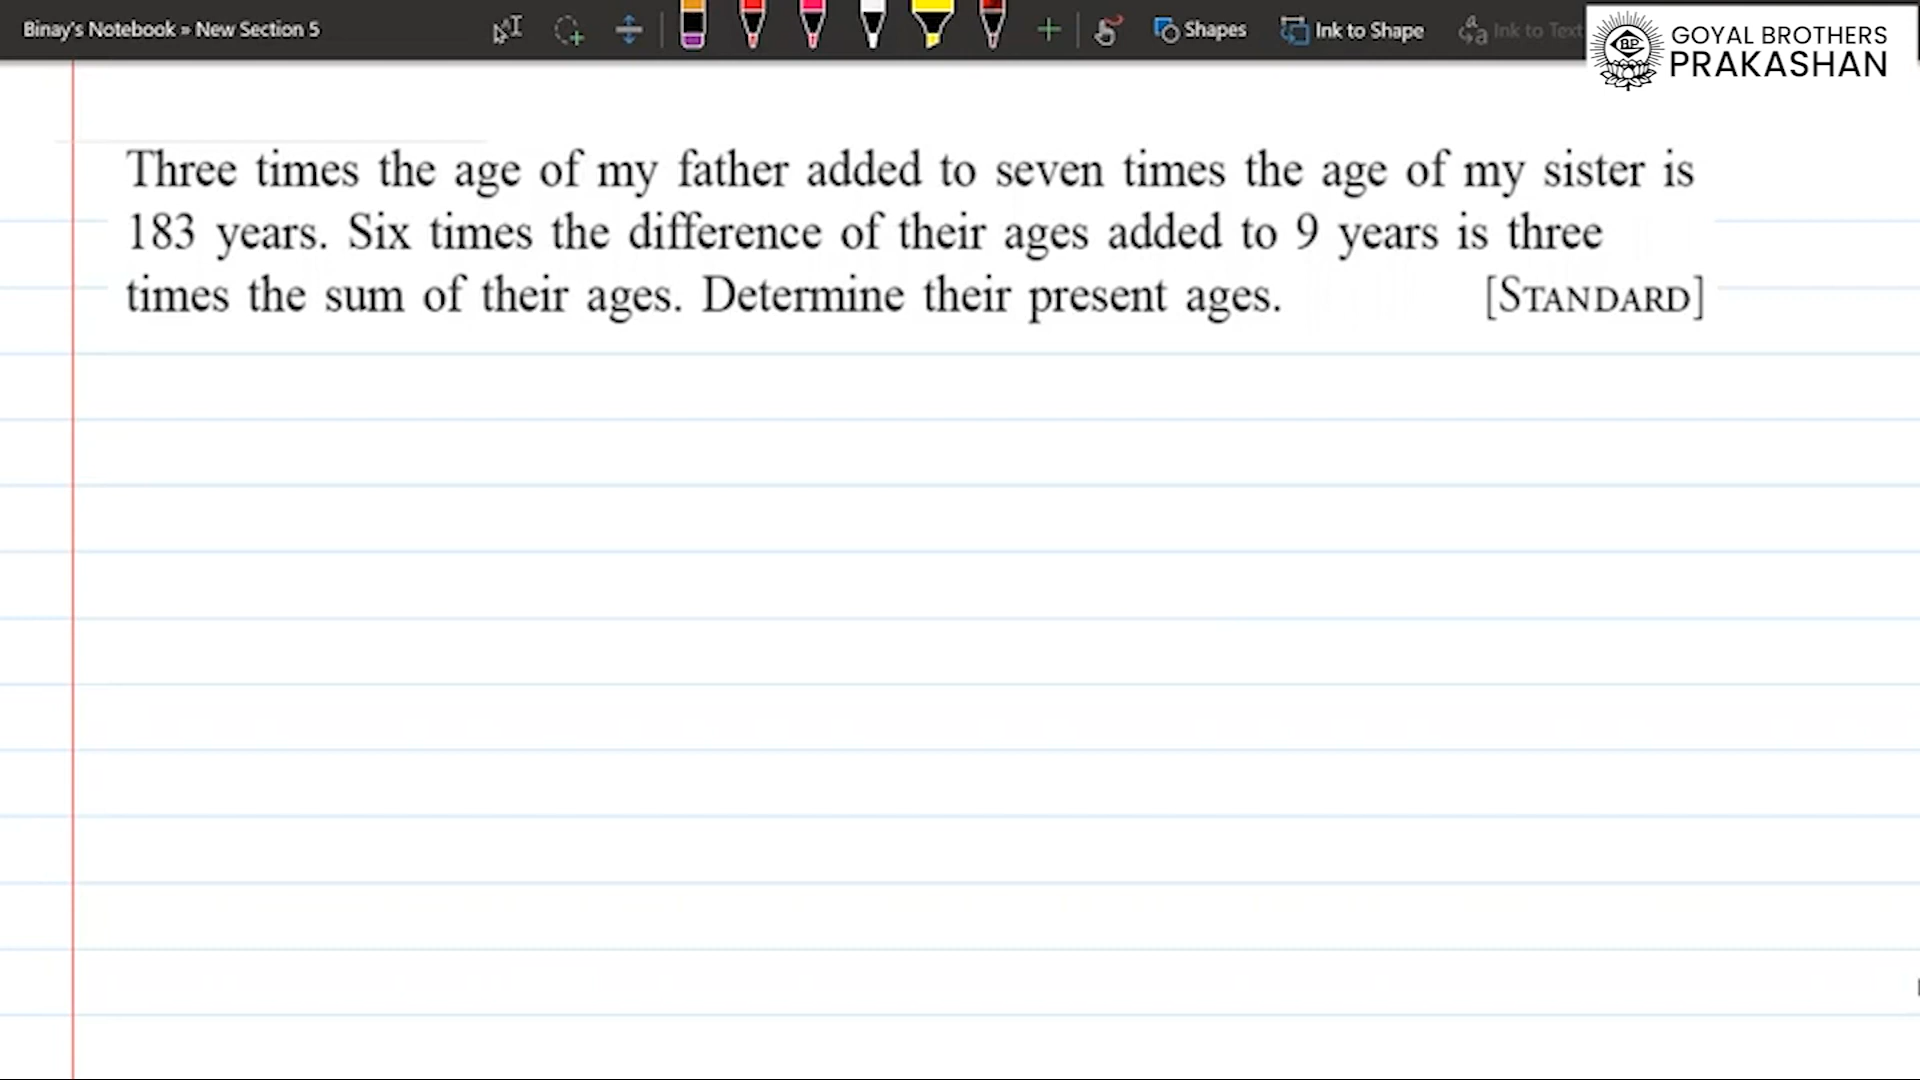 Binay's Notebook » New Section 5
Shapes
Ink to Shape
Ink to Text
GOYAL BROTHERS
PRAKASHAN
Three times the age of my father added to seven times the age of my sister is
183 years. Six times the difference of their ages added to 9 years is three
times the sum of their ages. Determine their present ages. [STANDARD]